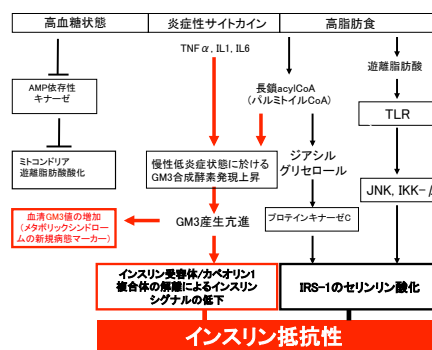 高血糖状態
炎症性サイトカイン
高脂肪食
TNFα, IL1, IL6
遊離脂肪酸
AMP依存性
キナーゼ
長鎖acylCoA
(パルミトイルCoA)
TLR
ミトコンドリア
遊離脂肪酸酸化
慢性低炎症状態に於ける
GM3合成酵素発現上昇
ジアシル
グリセロール
JNK, IKK-
血清GM3値の増加
(メタボリックシンドロー
ムの新規病態マーカー)
GM3産生亢進
プロテインキナーゼC
インスリン受容体/カベオリン1
複合体の解離によるインスリン
シグナルの低下
IRS-1のセリンリン酸化
インスリン抵抗性